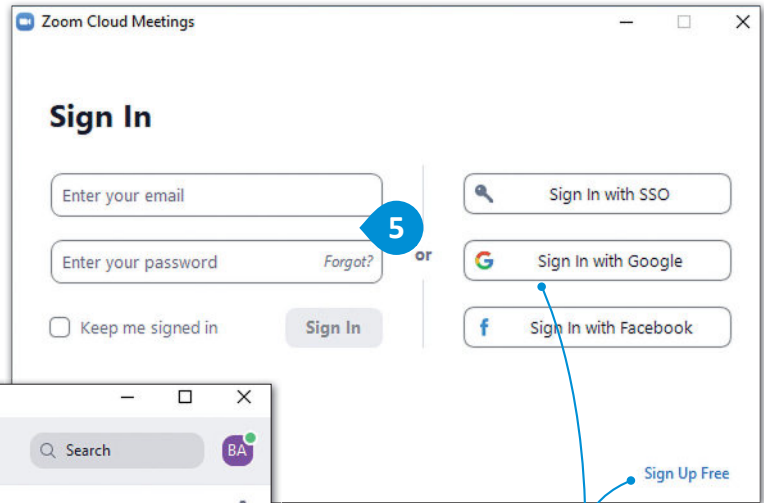 Zoom Cloud Meetings
Sign In
Enter your email
Enter your password Forgot?
Keep me signed in Sign In
5
or
Sign In with SSO
G Sign In with Google
f Sign In with Facebook
Sign Up Free
Search BA